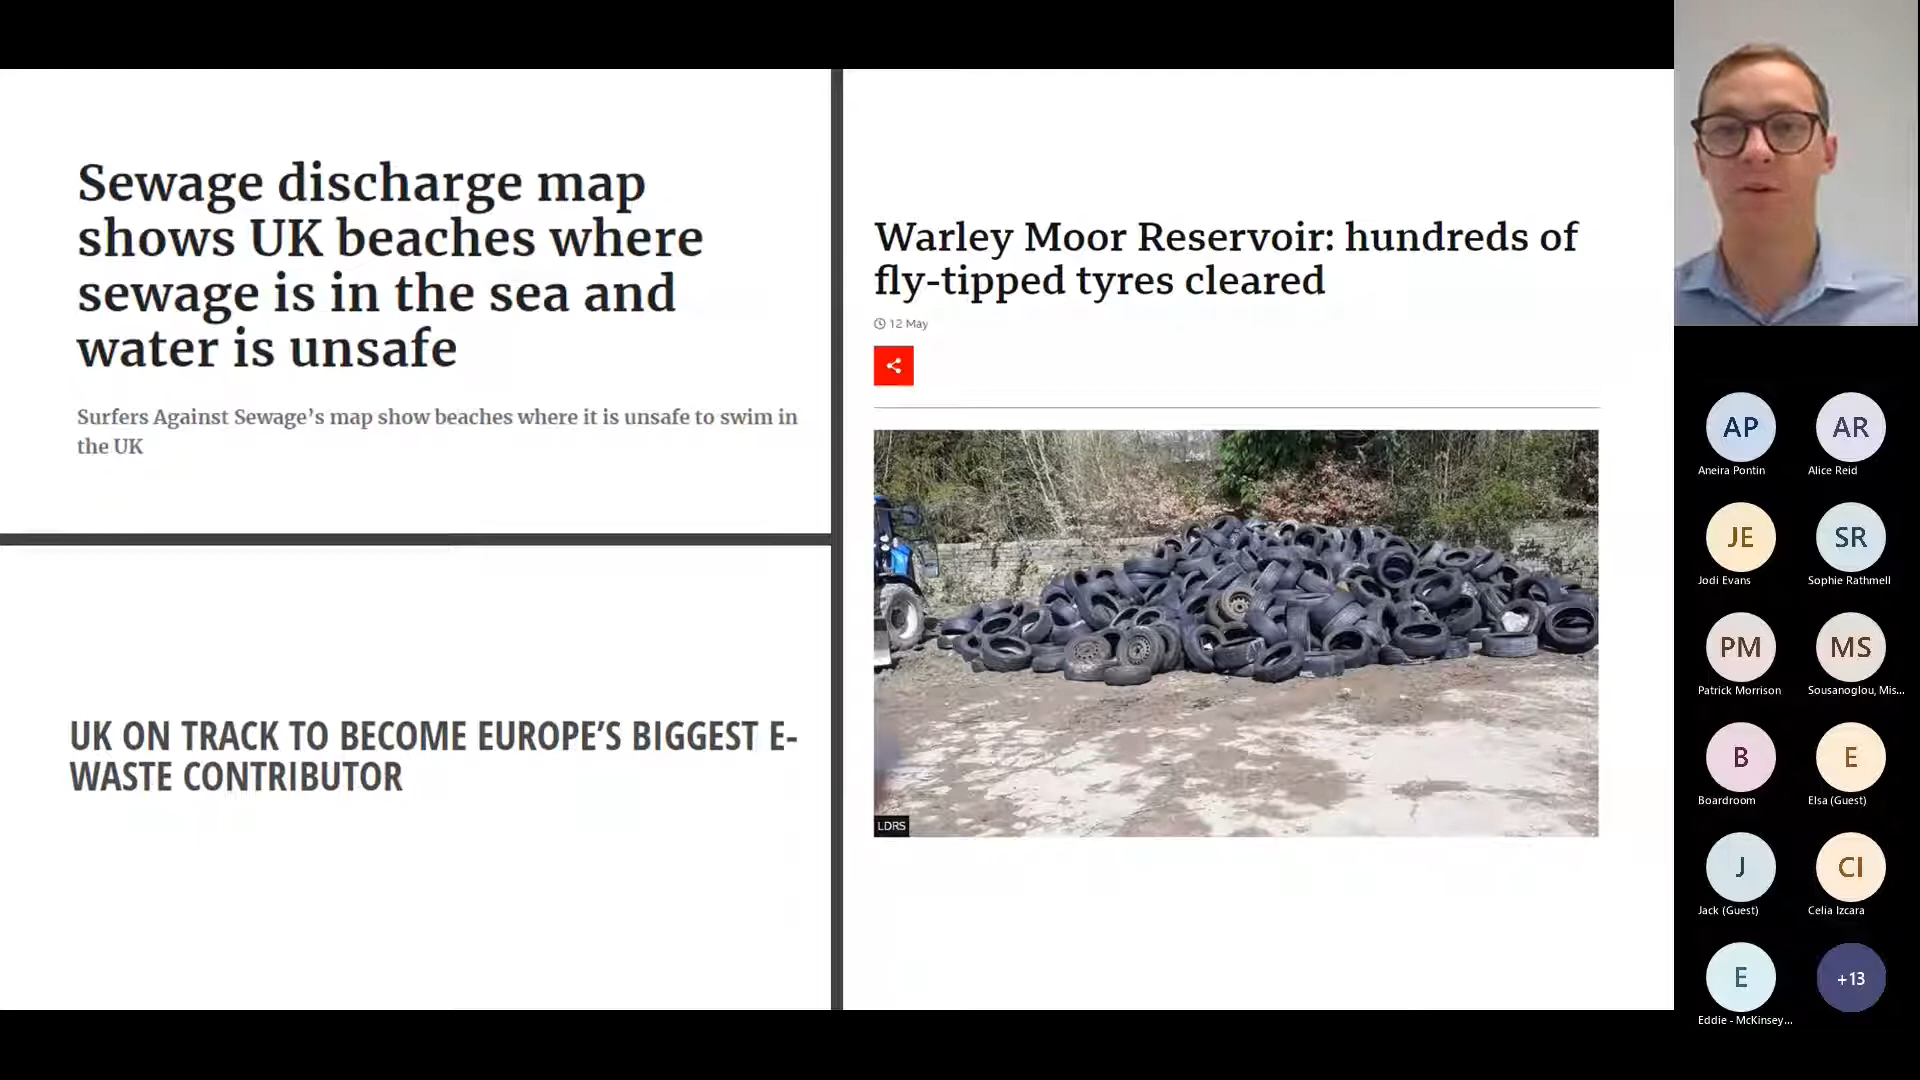 Sewage discharge map
shows UK beaches where
sewage is in the sea and
water is unsafe
Surfers Against Sewage’s map show beaches where it is unsafe to swim in
the UK
UK ON TRACK TO BECOME EUROPE’S BIGGEST E-
WASTE CONTRIBUTOR
Warley Moor Reservoir: hundreds of
fly-tipped tyres cleared
12 May
LDRS
AP
Aneira Pontin
AR
Alice Reid
JE
Jodi Evans
SR
Sophie Rathmell
PM
Patrick Morrison
MS
Sousanoglou, Mis...
B
Boardroom
E
Elsa (Guest)
J
Jack (Guest)
CI
Celia Izcara
E
Eddie - McKinsey...
+13